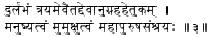 दुर्लभं त्रयमेवैतद्देवानुग्रहहेतुकम् ।
मनुष्यत्वं मुमुक्षुत्वं महापुरुषसंश्रयः ॥३॥